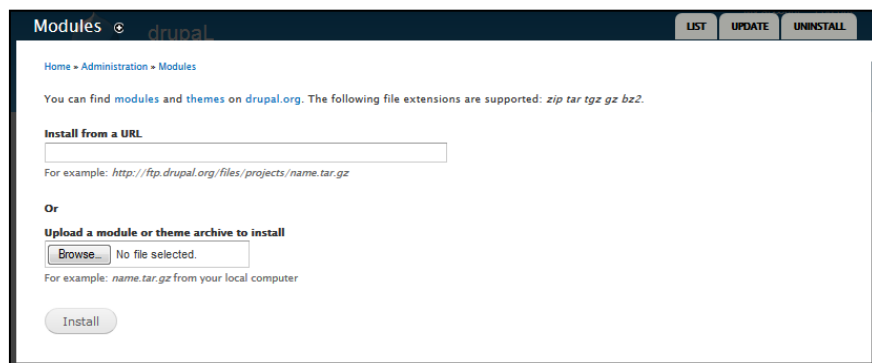 Modules
drupaL
LIST
UPDATE
UNINSTALL
Home » Administration » Modules
You can find modules and themes on drupal.org. The following file extensions are supported: zip tar tgz gz bz2.
Install from a URL
For example: http://ftp.drupal.org/files/projects/name.tar.gz
Or
Upload a module or theme archive to install
Browse... No file selected.
For example: name.tar.gz from your local computer
Install